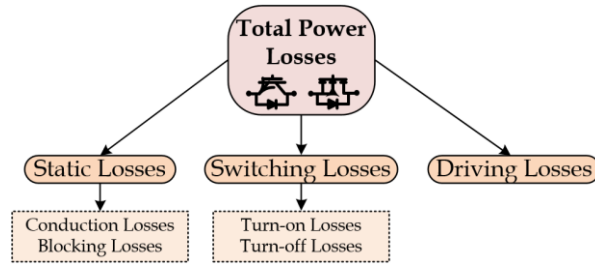 Total Power
Losses
Static Losses
Switching Losses
Driving Losses
Conduction Losses
Blocking Losses
Turn-on Losses
Turn-off Losses